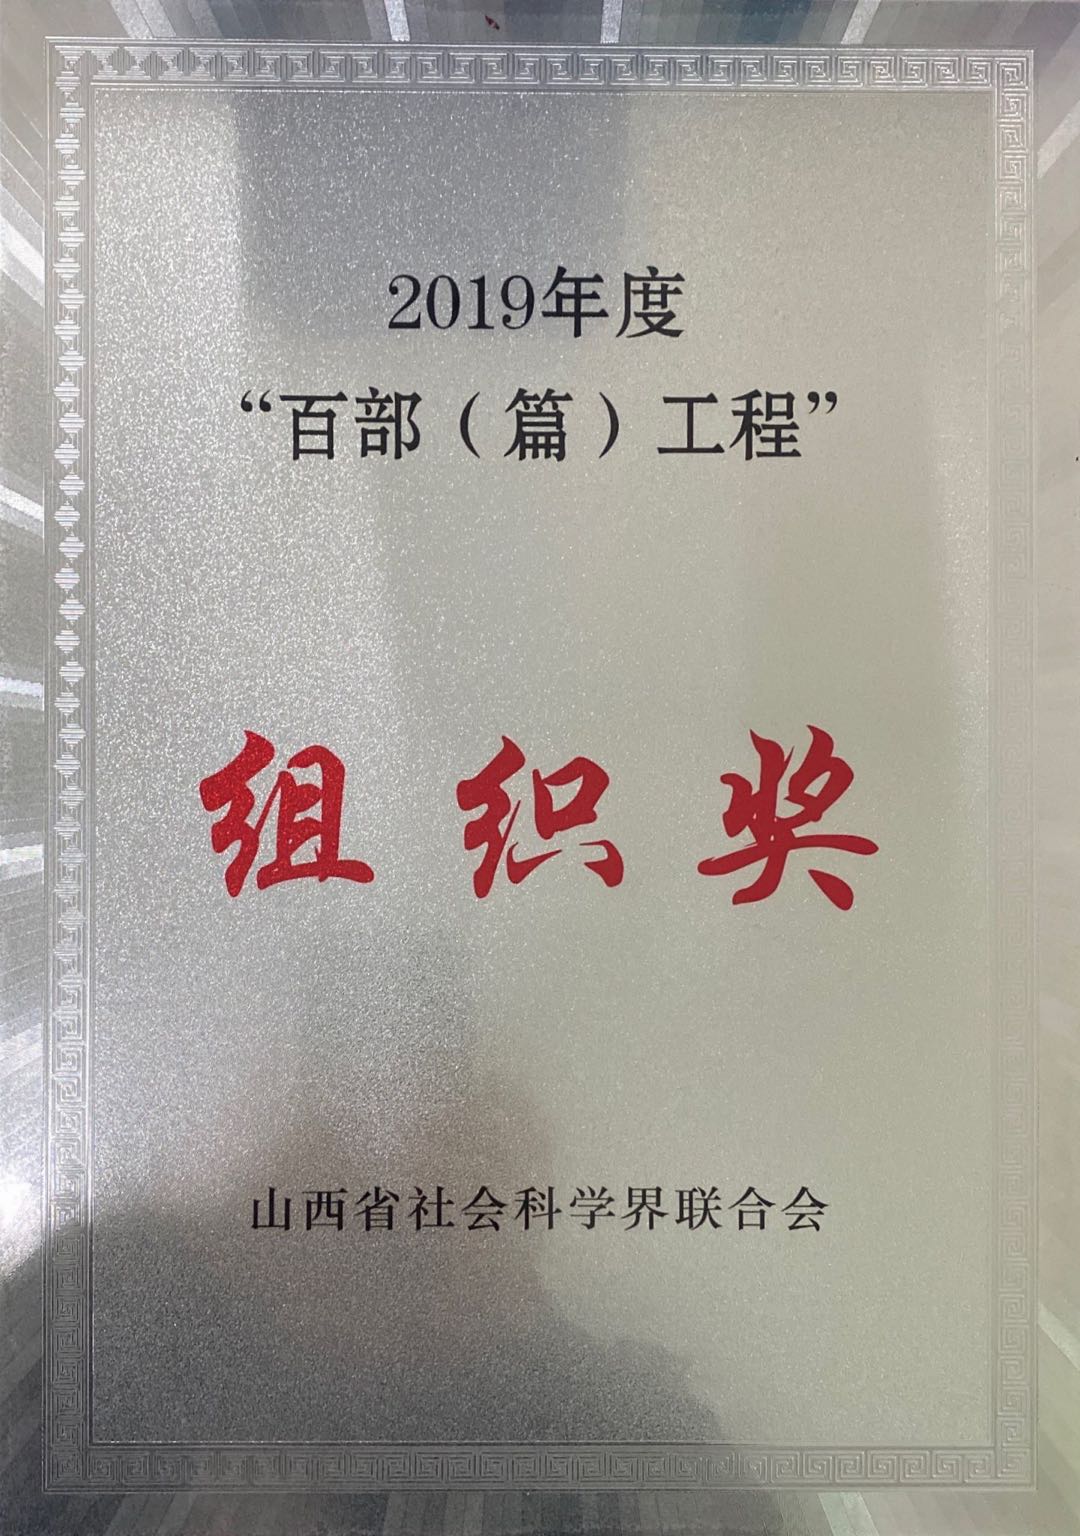 2019年度
“百部（篇）工程”
组织奖
山西省社会科学界联合会